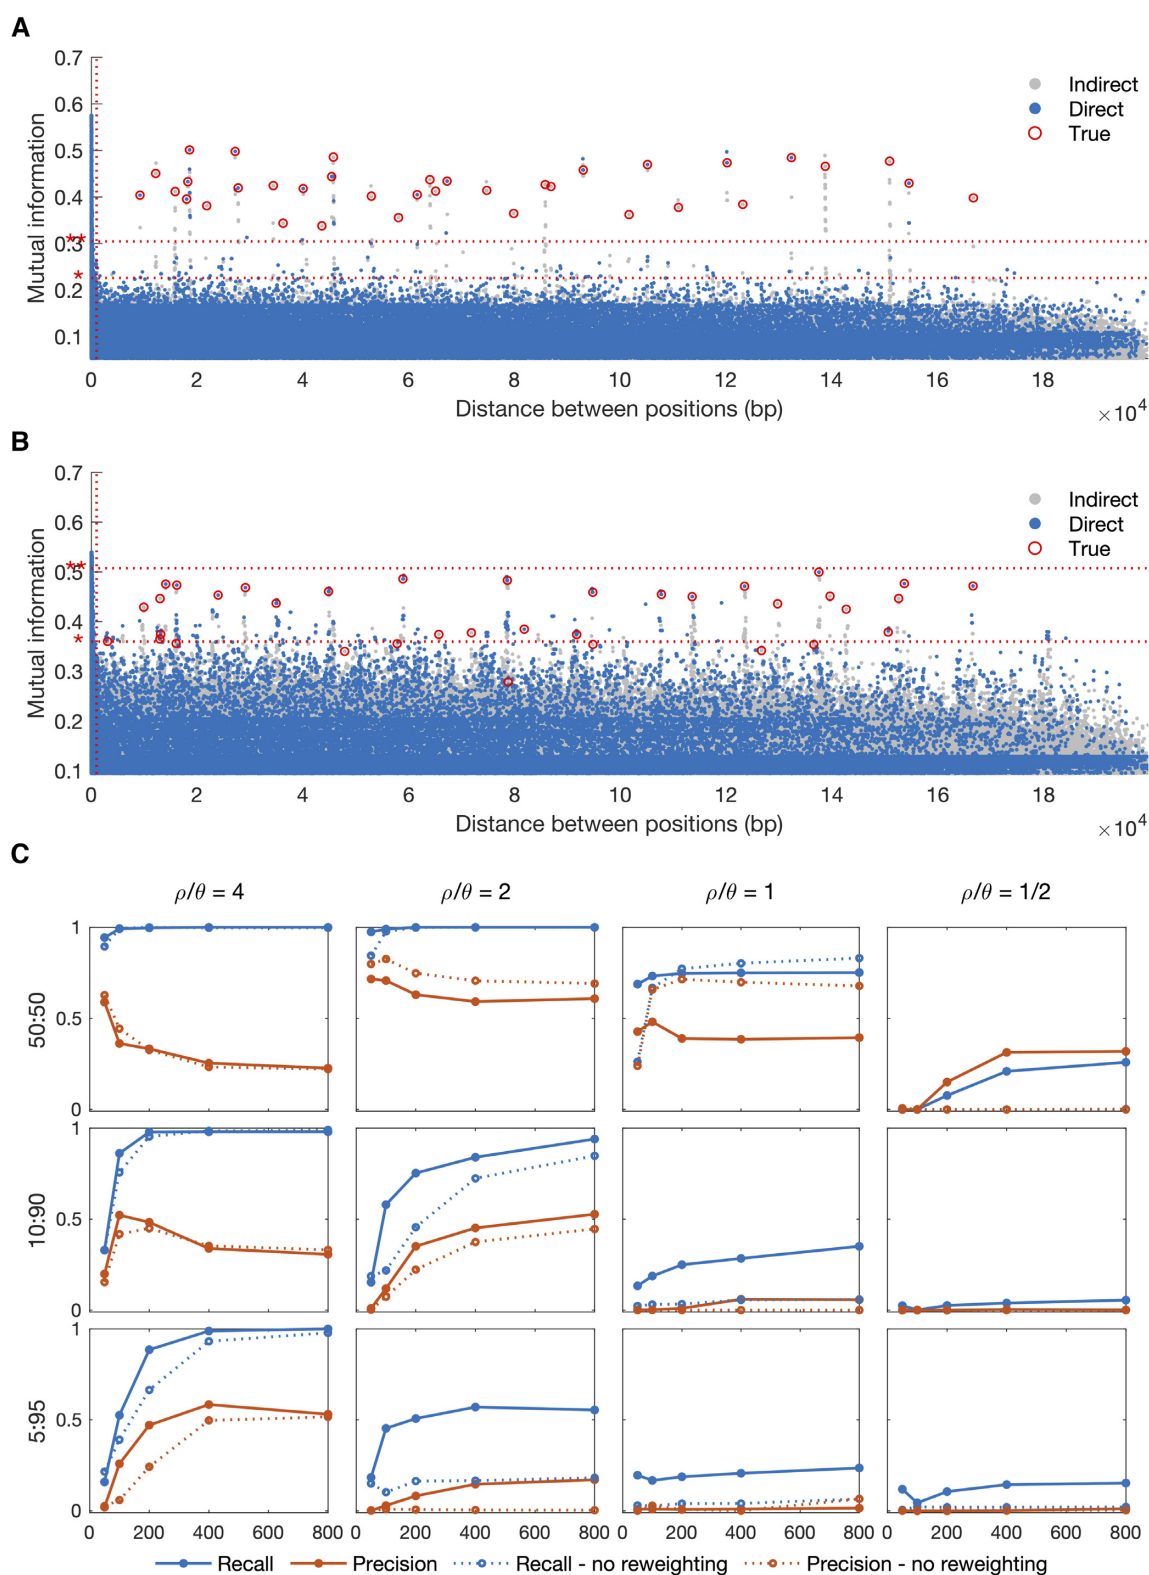 A
0.7
0.6
0.5
0.4
0.3
0.2
0.1
**
*
Mutual information
Indirect
Direct
True
0 2 4 6 8 10 12 14 16 18
Distance between positions (bp)
×10⁴
B
0.7
0.6
0.5
0.4
0.3
0.2
0.1
**
*
Mutual information
Indirect
Direct
True
0 2 4 6 8 10 12 14 16 18
Distance between positions (bp)
×10⁴
C
ρ/θ = 4 ρ/θ = 2 ρ/θ = 1 ρ/θ = 1/2
50:50
1
0.5
0
10:90
1
0.5
0
5:95
1
0.5
0
0 200 400 600 800 0 200 400 600 800 0 200 400 600 800 0 200 400 600 800
Recall Precision Recall - no reweighting Precision - no reweighting